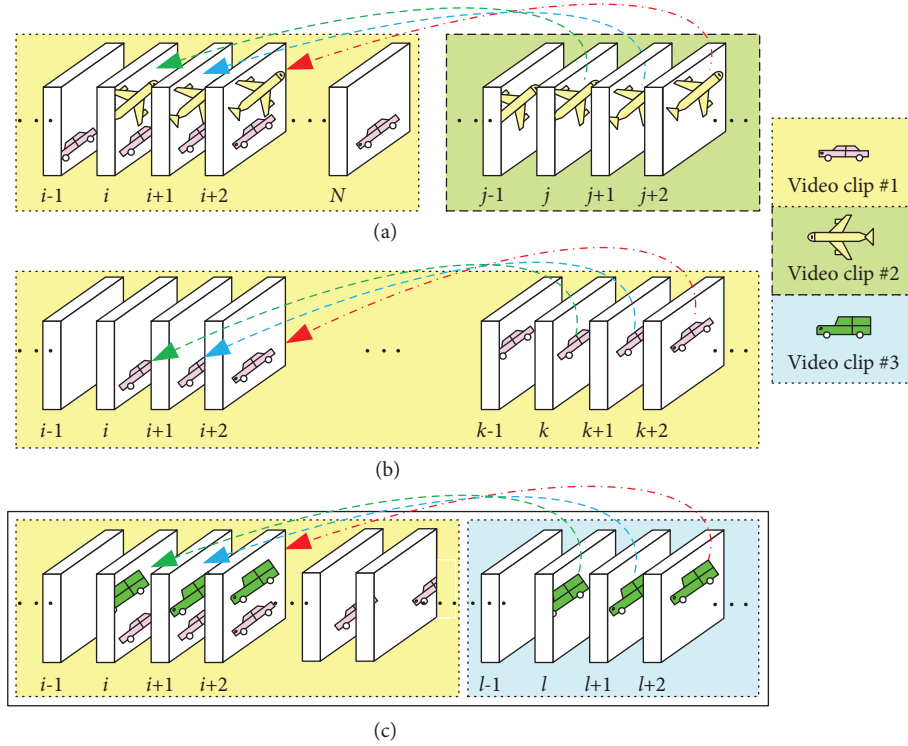 · · · · · · · · · · · ·
i-1 i i+1 i+2 N j-1 j j+1 j+2
(a)
Video clip #1
Video clip #2
Video clip #3
· · · · · · · · ·
i-1 i i+1 i+2 k-1 k k+1 k+2
(b)
· · · · · · · · · · · ·
i-1 i i+1 i+2 l-1 l l+1 l+2
(c)